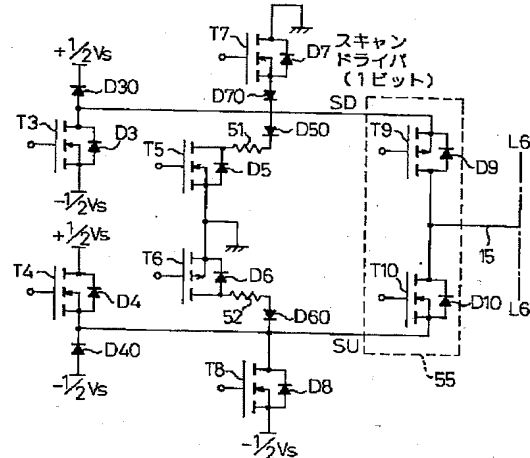 T7
D7
スキャン
ドライバ
(1ビット)
+1/2Vs
D30
D70
SD
T3
D3
51
D50
T5
D5
T9
D9
L6
-1/2Vs
+1/2Vs
15
T6
D6
T4
D4
T10
D10
52
D60
L6
D40
SU
55
T8
D8
-1/2Vs
-1/2Vs